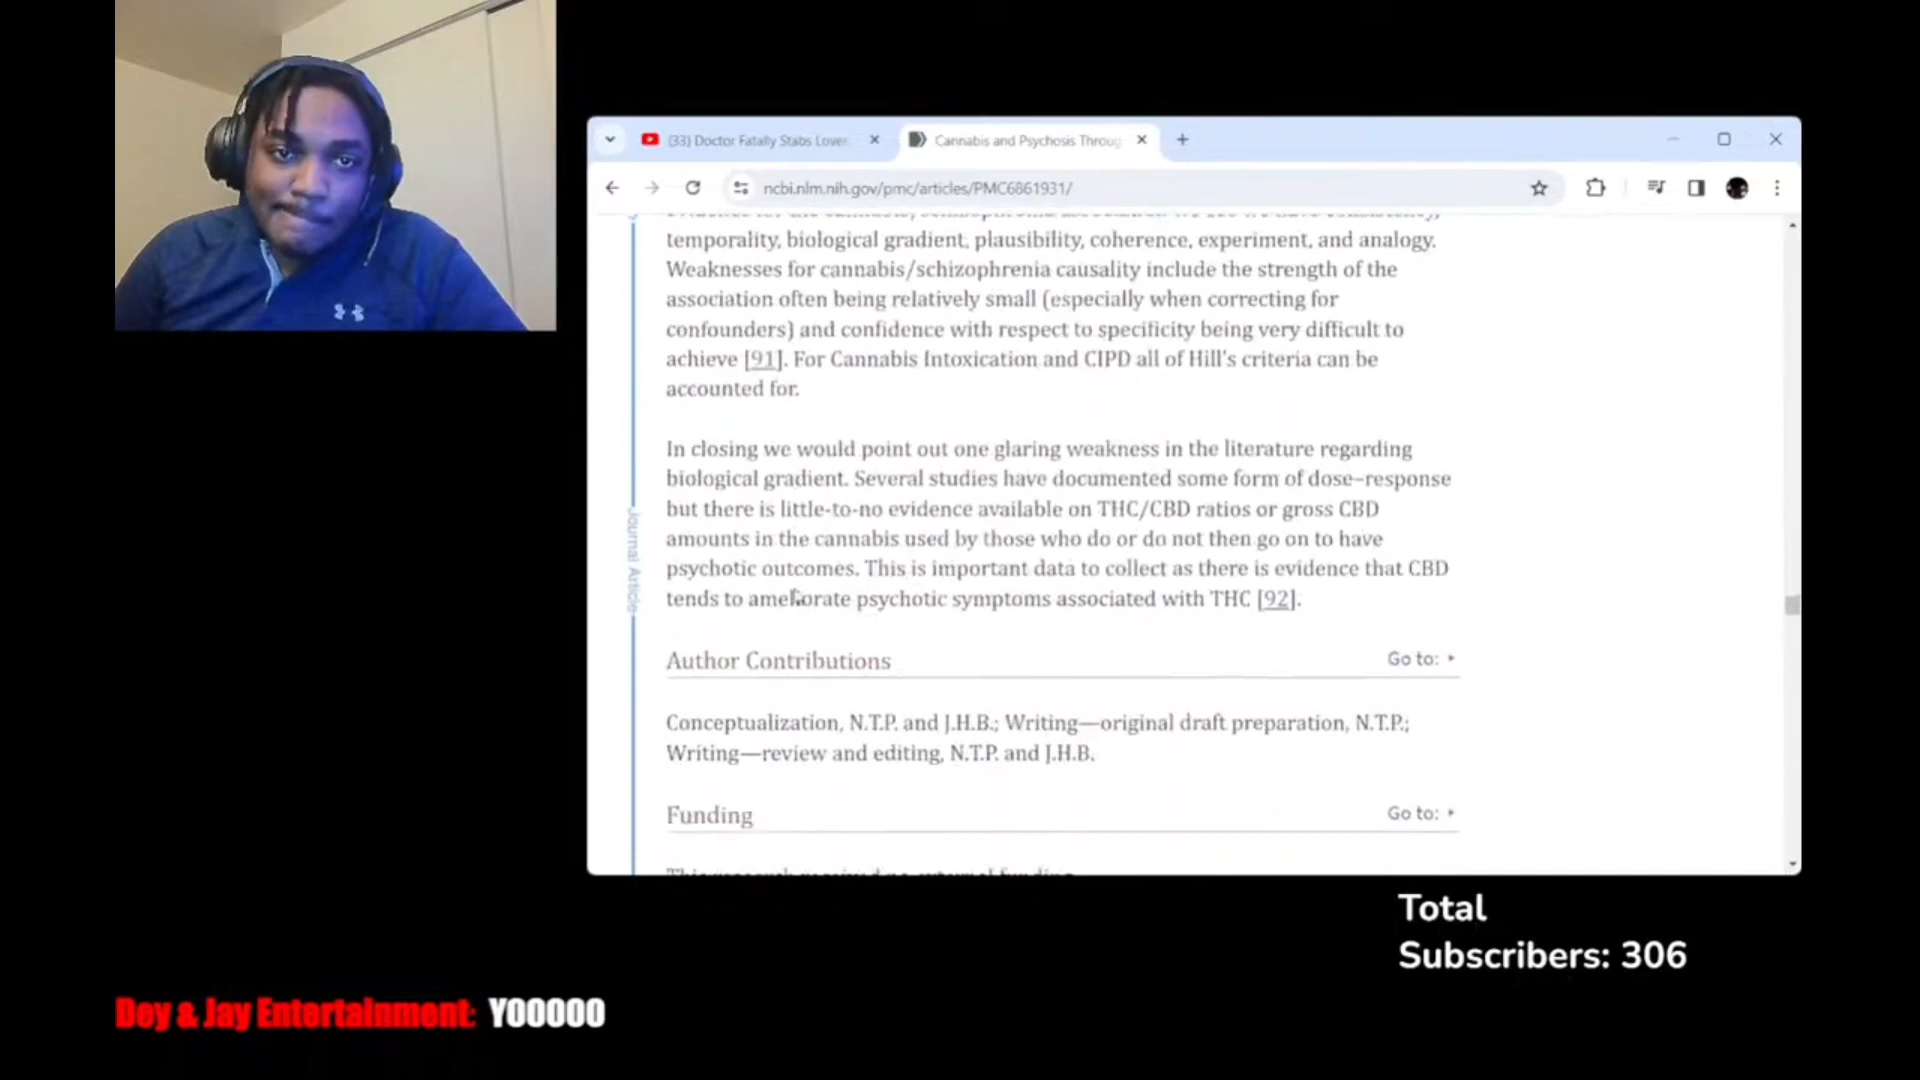 (33) Doctor Fatally Stabs Lover
Cannabis and Psychosis Throug
ncbi.nlm.nih.gov/pmc/articles/PMC6861931/
temporality, biological gradient, plausibility, coherence, experiment, and analogy.
Weaknesses for cannabis/schizophrenia causality include the strength of the
association often being relatively small (especially when correcting for
confounders) and confidence with respect to specificity being very difficult to
achieve [91]. For Cannabis Intoxication and CIPD all of Hill's criteria can be
accounted for.
In closing we would point out one glaring weakness in the literature regarding
biological gradient. Several studies have documented some form of dose–response
but there is little-to-no evidence available on THC/CBD ratios or gross CBD
amounts in the cannabis used by those who do or do not then go on to have
psychotic outcomes. This is important data to collect as there is evidence that CBD
tends to ameliorate psychotic symptoms associated with THC [92].
Journal Article
Author Contributions
Go to:
Conceptualization, N.T.P. and J.H.B.; Writing—original draft preparation, N.T.P.;
Writing—review and editing, N.T.P. and J.H.B.
Funding
Go to:
This research received no external funding
Total
Subscribers: 306
Dey & Jay Entertainment: YOOOOO